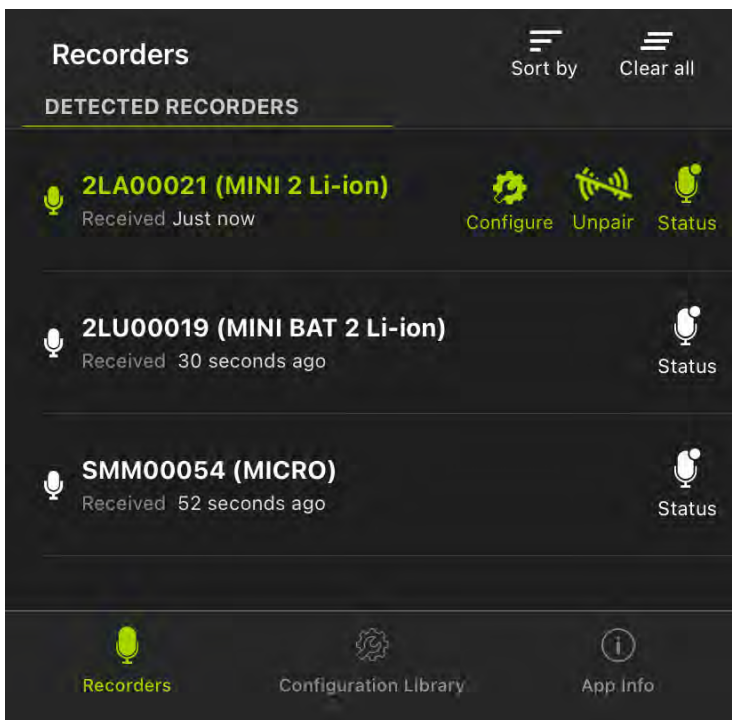 Recorders
Sort by
Clear all
DETECTED RECORDERS
2LA00021 (MINI 2 Li-ion)
Received Just now
Configure
Unpair
Status
2LU00019 (MINI BAT 2 Li-ion)
Received 30 seconds ago
Status
SMM00054 (MICRO)
Received 52 seconds ago
Status
Recorders
Configuration Library
App Info